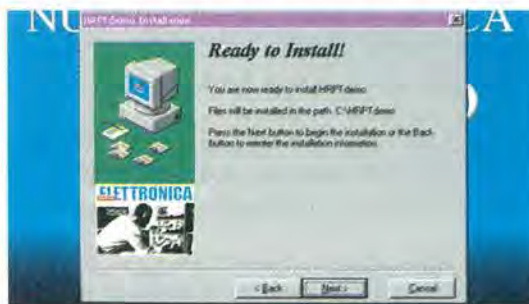 NU
CA
HRPT demo Installation
Ready to Install!
You are now ready to install HRPT demo
Files will be installed in the path: C:\HRPT demo
Press the Next button to begin the installation or the Back
button to reenter the installation information.
ELETTRONICA
< Back
Next >
Cancel